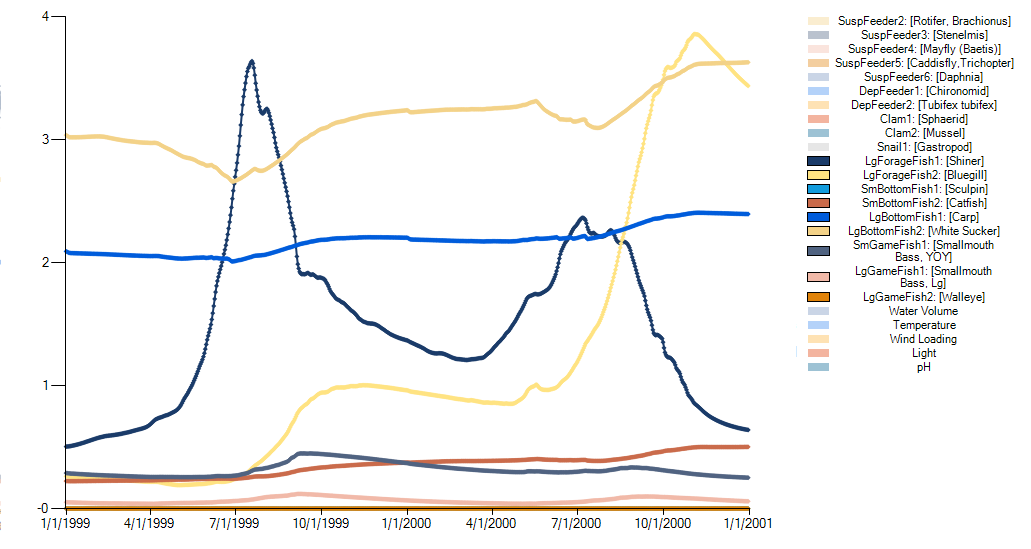 4
3
2
1
-0
1/1/1999
4/1/1999
7/1/1999
10/1/1999
1/1/2000
4/1/2000
7/1/2000
10/1/2000
1/1/2001
SuspFeeder2: [Rotifer, Brachionus]
SuspFeeder3: [Stenelmis]
SuspFeeder4: [Mayfly (Baetis)]
SuspFeeder5: [Caddisfly,Trichopter]
SuspFeeder6: [Daphnia]
DepFeeder1: [Chironomid]
DepFeeder2: [Tubifex tubifex]
Clam1: [Sphaerid]
Clam2: [Mussel]
Snail1: [Gastropod]
LgForageFish1: [Shiner]
LgForageFish2: [Bluegill]
SmBottomFish1: [Sculpin]
SmBottomFish2: [Catfish]
LgBottomFish1: [Carp]
LgBottomFish2: [White Sucker]
SmGameFish1: [Smallmouth
Bass, YOY]
LgGameFish1: [Smallmouth
Bass, Lg]
LgGameFish2: [Walleye]
Water Volume
Temperature
Wind Loading
Light
pH